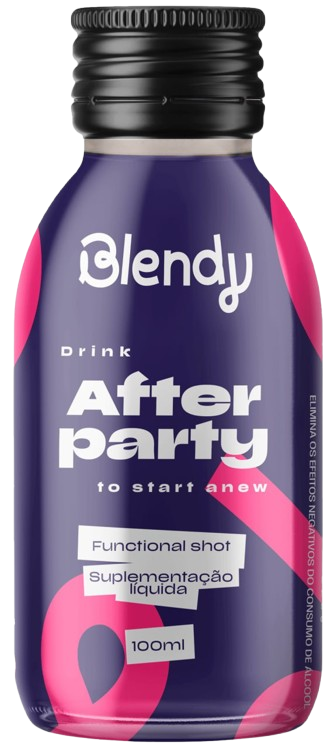 Blendy
Drink
After
party
to start anew
Functional shot
Suplementação
líquida
100ml
ELIMINA OS EFEITOS NEGATIVOS DO CONSUMO DE ÁLCOOL